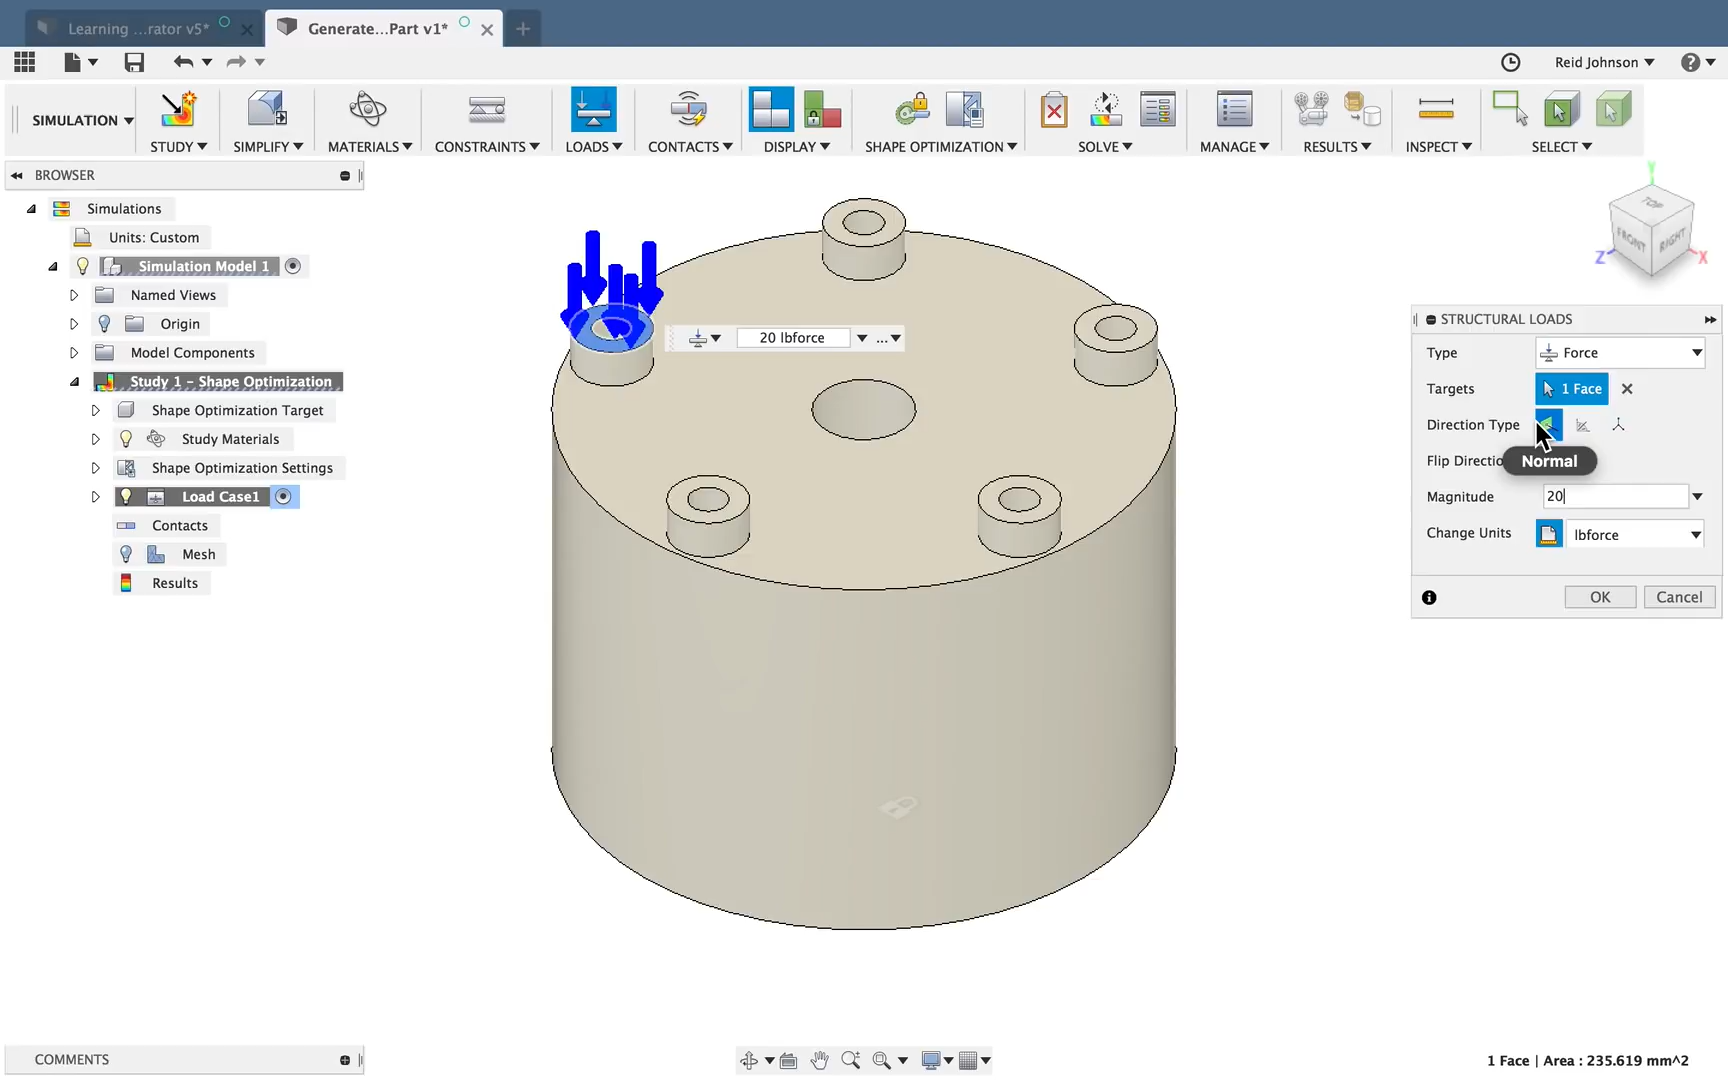 Learning ...rator v5*
Generate...Part v1*
Reid Johnson
SIMULATION
STUDY
SIMPLIFY
MATERIALS
CONSTRAINTS
LOADS
CONTACTS
DISPLAY
SHAPE OPTIMIZATION
SOLVE
MANAGE
RESULTS
INSPECT
SELECT
BROWSER
Simulations
Units: Custom
Simulation Model 1
Named Views
Origin
Model Components
Study 1 - Shape Optimization
Shape Optimization Target
Study Materials
Shape Optimization Settings
Load Case1
Contacts
Mesh
Results
20 lbforce
...
Y
TOP
FRONT
RIGHT
Z
X
STRUCTURAL LOADS
Type Force
Targets 1 Face
Direction Type
Flip Directio
Normal
Magnitude 20
Change Units lbforce
OK Cancel
COMMENTS
1 Face | Area : 235.619 mm^2